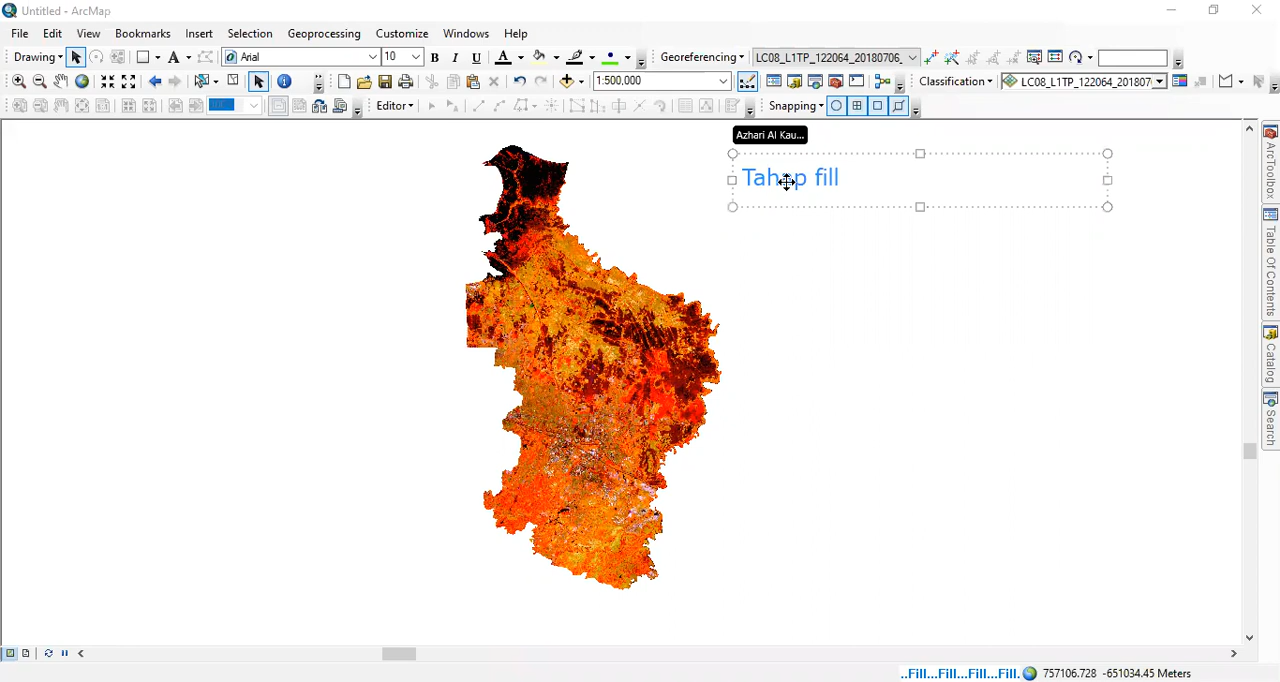 Untitled - ArcMap
File Edit View Bookmarks Insert Selection Geoprocessing Customize Windows Help
Drawing A Arial 10 B I U A Georeferencing LC08_L1TP_122064_20180706_
1:500.000 Classification LC08_L1TP_122064_201807
Editor Snapping
Azhari Al Kau...
Tahap fill
ArcToolbox
Table Of Contents
Catalog
Search
..Fill...Fill...Fill...Fill. 757106.728 -651034.45 Meters